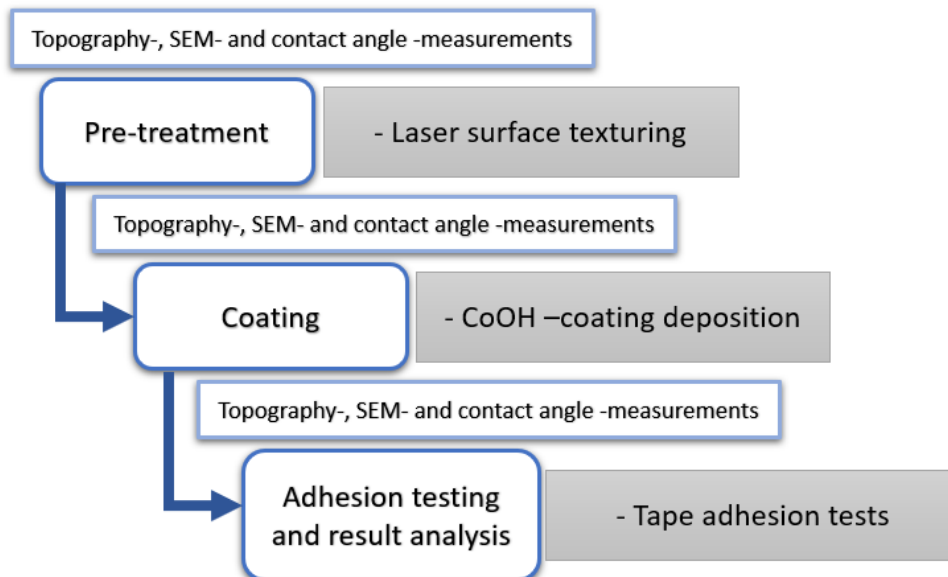 Topography-, SEM- and contact angle -measurements
Pre-treatment
- Laser surface texturing
Topography-, SEM- and contact angle -measurements
Coating
- CoOH –coating deposition
Topography-, SEM- and contact angle -measurements
Adhesion testing
and result analysis
- Tape adhesion tests